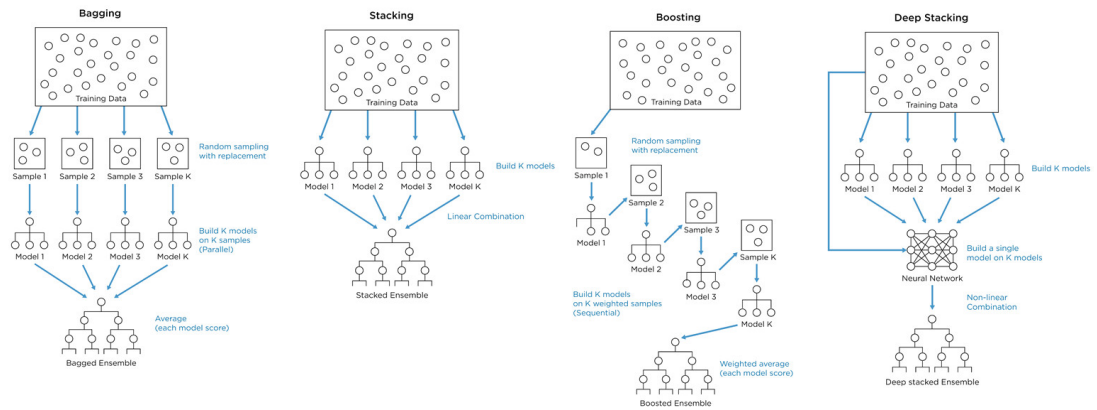 Bagging
Training Data
Random sampling
with replacement
Sample 1
Sample 2
Sample 3
Sample K
Build K models
on K samples
(Parallel)
Model 1
Model 2
Model 3
Model K
Average
(each model score)
Bagged Ensemble
Stacking
Training Data
Build K models
Model 1
Model 2
Model 3
Model K
Linear Combination
Stacked Ensemble
Boosting
Training Data
Random sampling
with replacement
Sample 1
Sample 2
Sample 3
Sample K
Model 1
Model 2
Model 3
Model K
Build K models
on K weighted samples
(Sequential)
Weighted average
(each model score)
Boosted Ensemble
Deep Stacking
Training Data
Build K models
Model 1
Model 2
Model 3
Model K
Build a single
model on K models
Neural Network
Non-linear
Combination
Deep stacked Ensemble